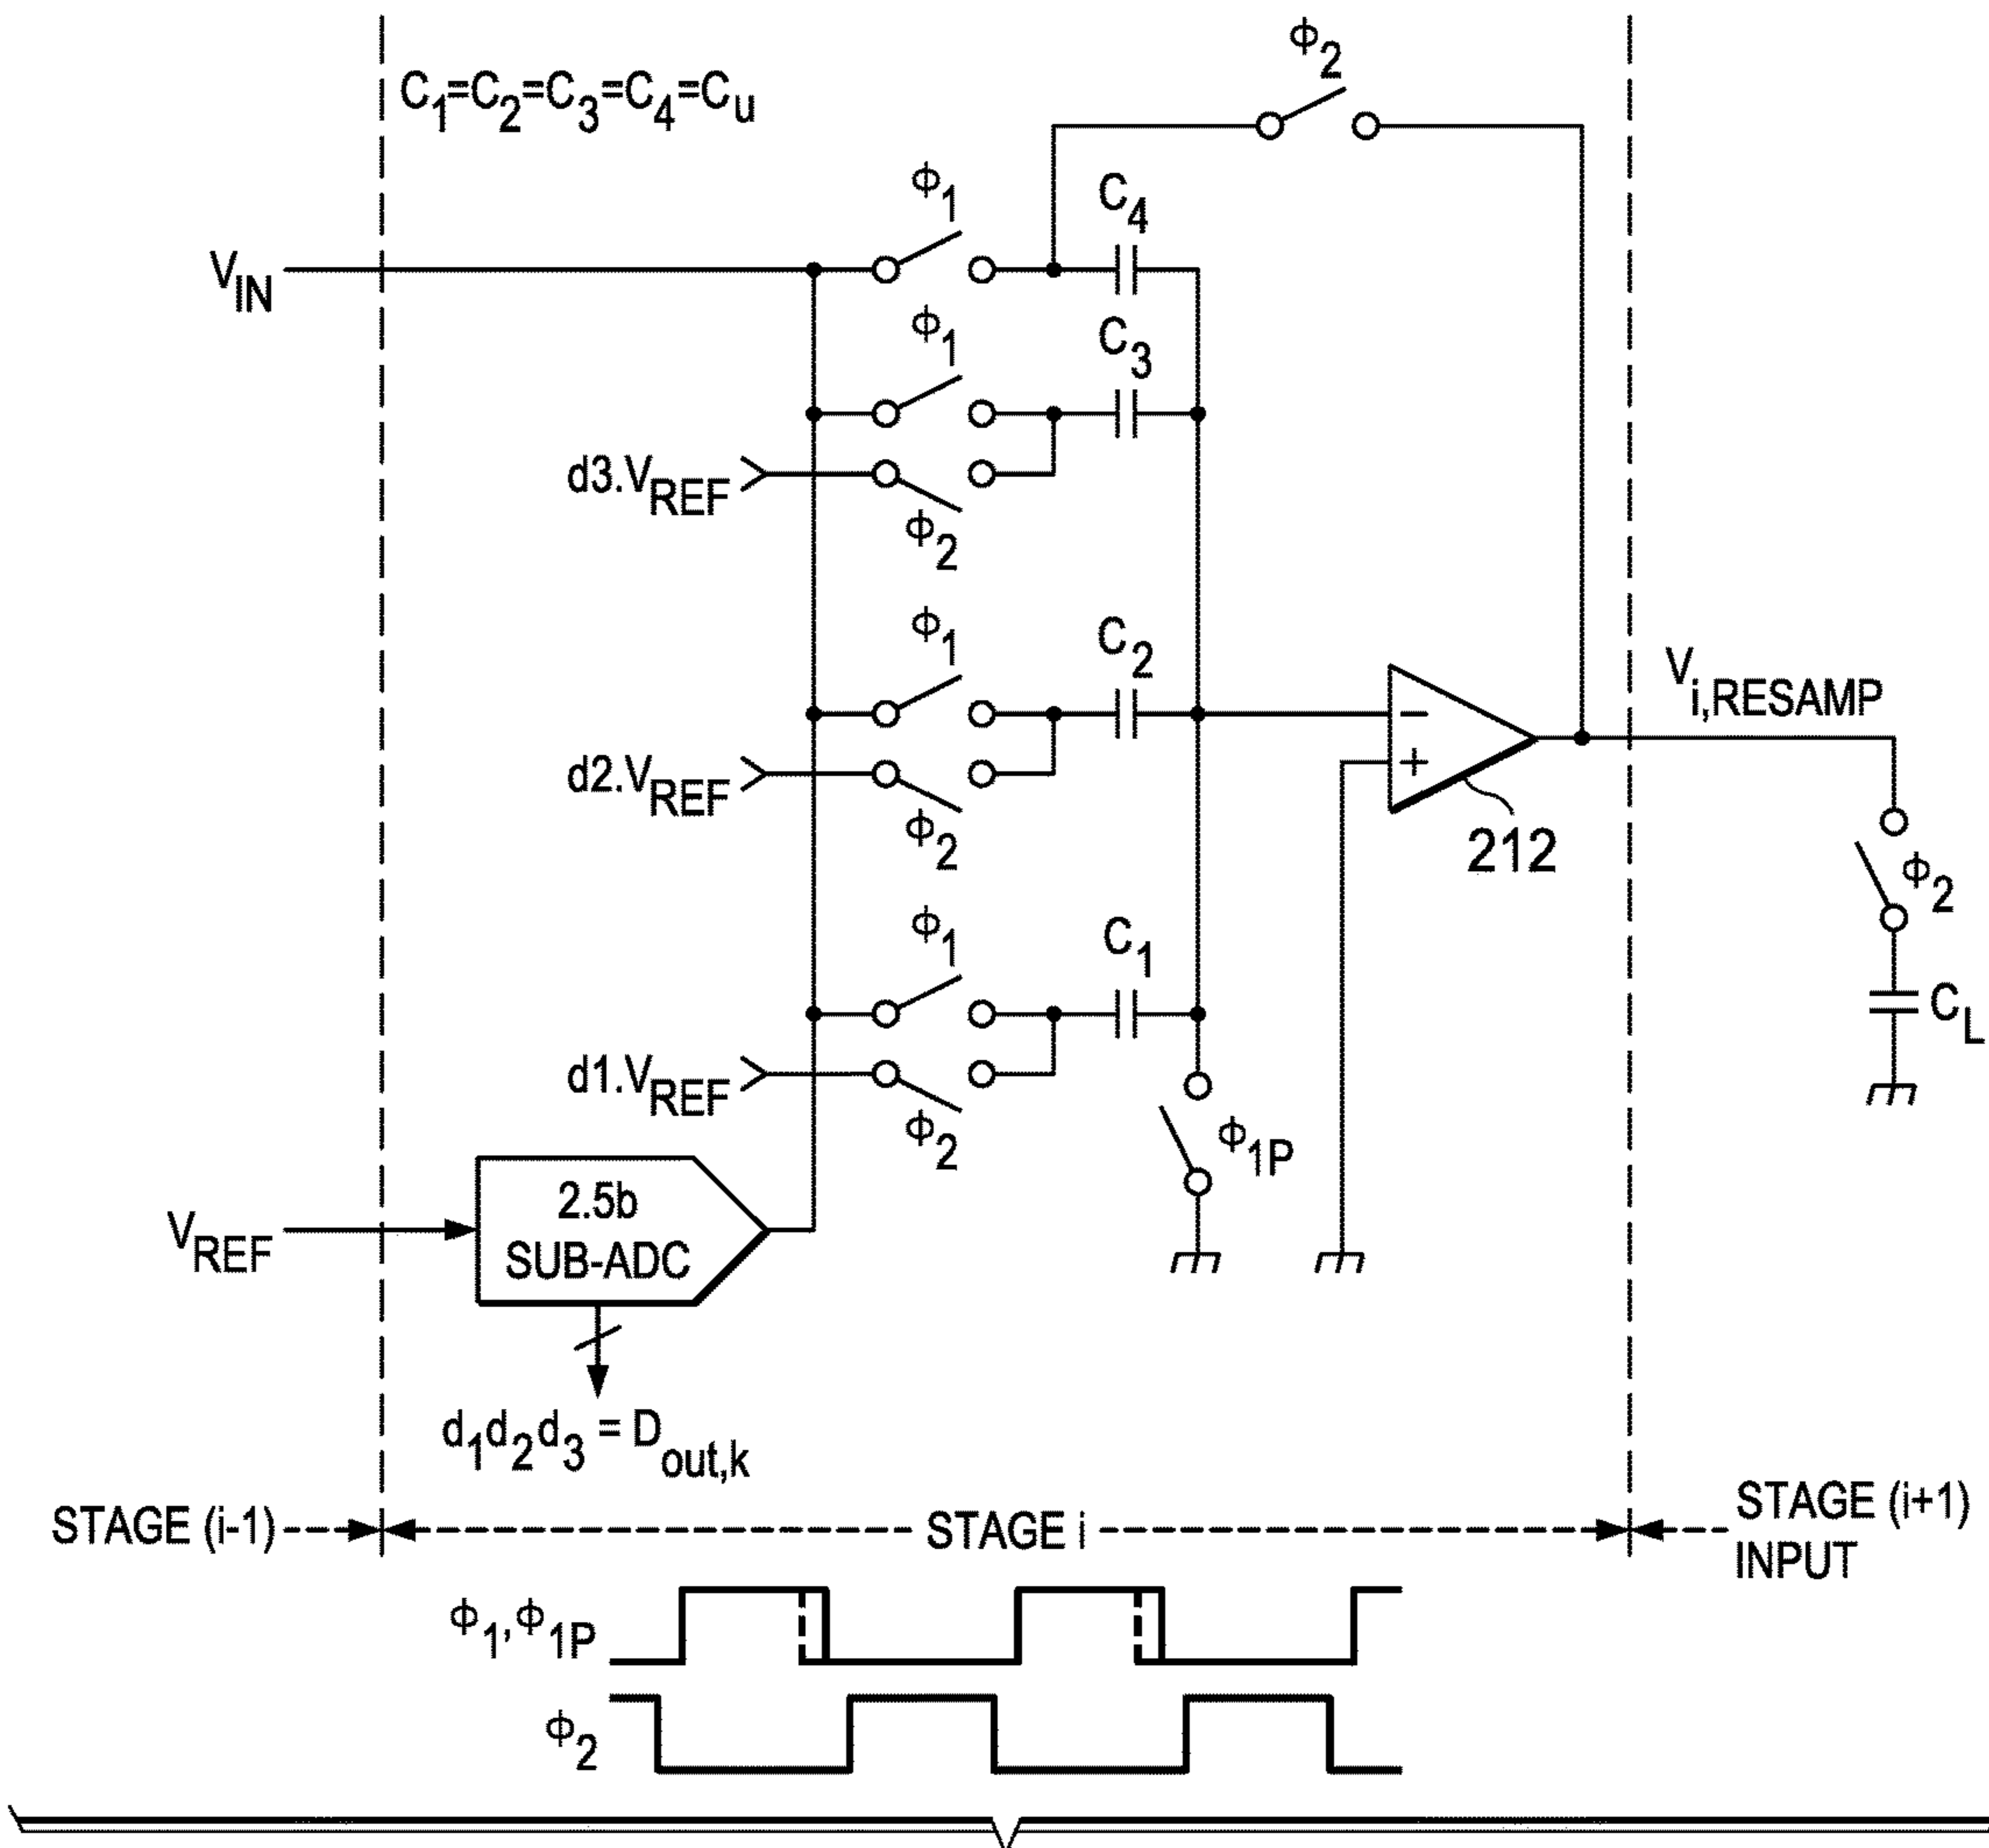 C1=C2=C3=C4=Cu
ϕ2
ϕ1
C4
VIN
ϕ1
C3
d3.VREF
ϕ2
ϕ1
C2
Vi,RESAMP
d2.VREF
ϕ2
212
ϕ2
ϕ1
C1
CL
d1.VREF
ϕ2
ϕ1P
VREF
2.5b
SUB-ADC
d1d2d3 = Dout,k
STAGE (i-1)
STAGE i
STAGE (i+1)
INPUT
ϕ1,ϕ1P
ϕ2